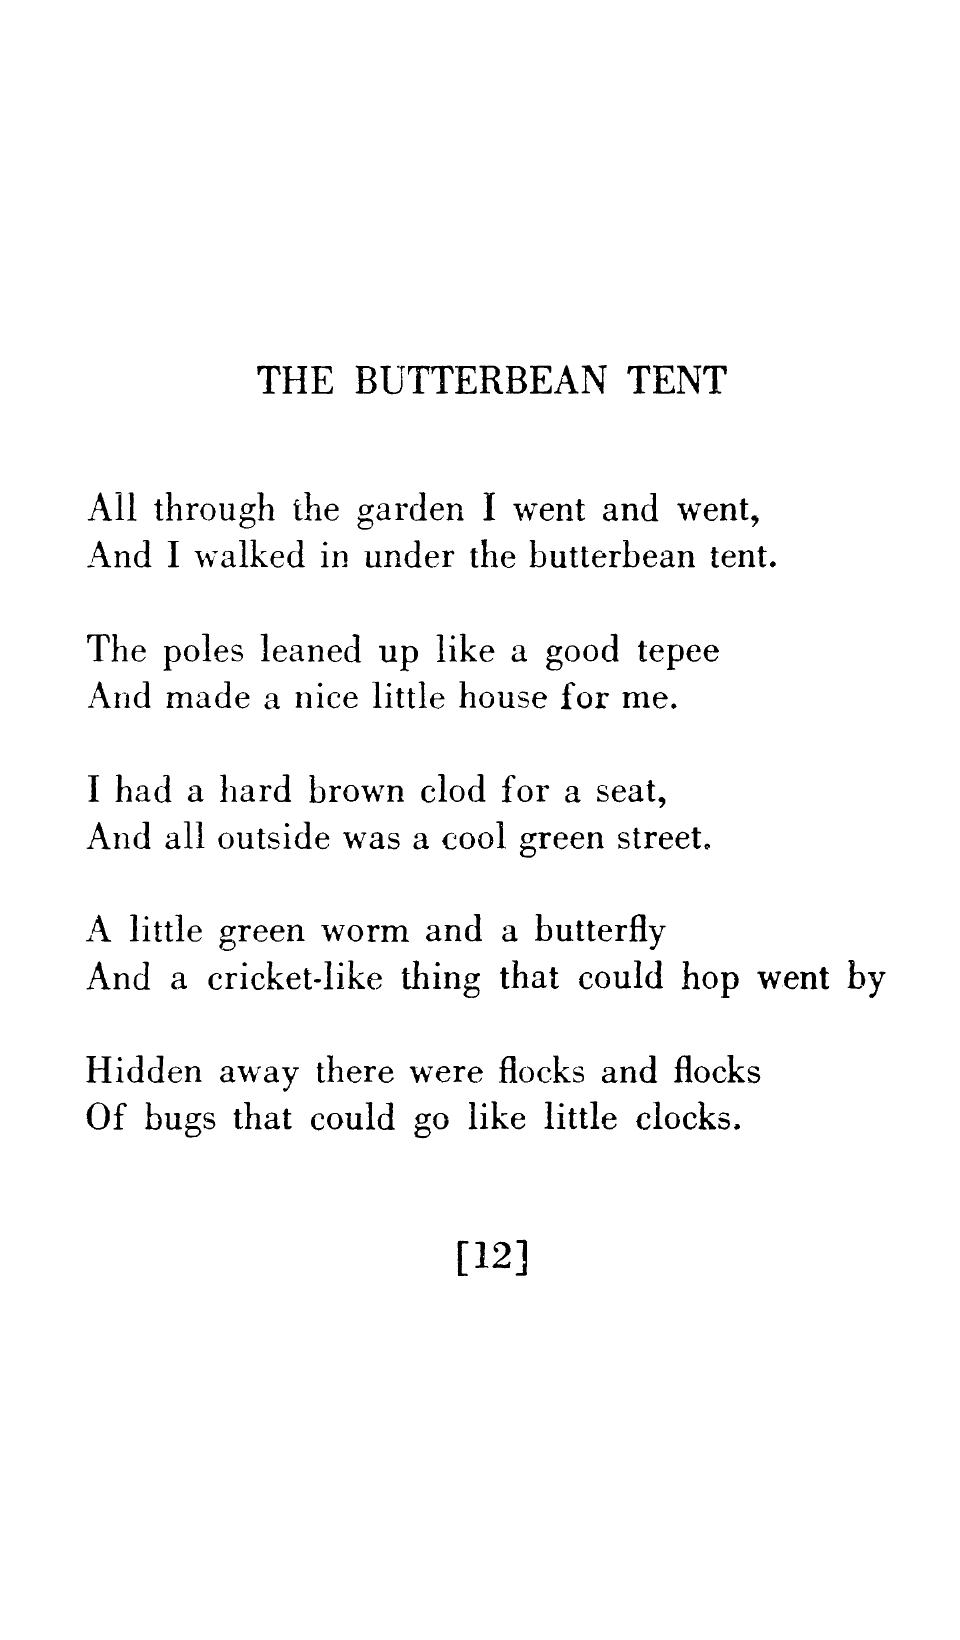 THE BUTTERBEAN TENT
All through the garden I went and went,
And I walked in under the butterbean tent.
The poles leaned up like a good tepee
And made a nice little house for me.
I had a hard brown clod for a seat,
And all outside was a cool green street.
A little green worm and a butterfly
And a cricket-like thing that could hop went by
Hidden away there were flocks and flocks
Of bugs that could go like little clocks.
[12]